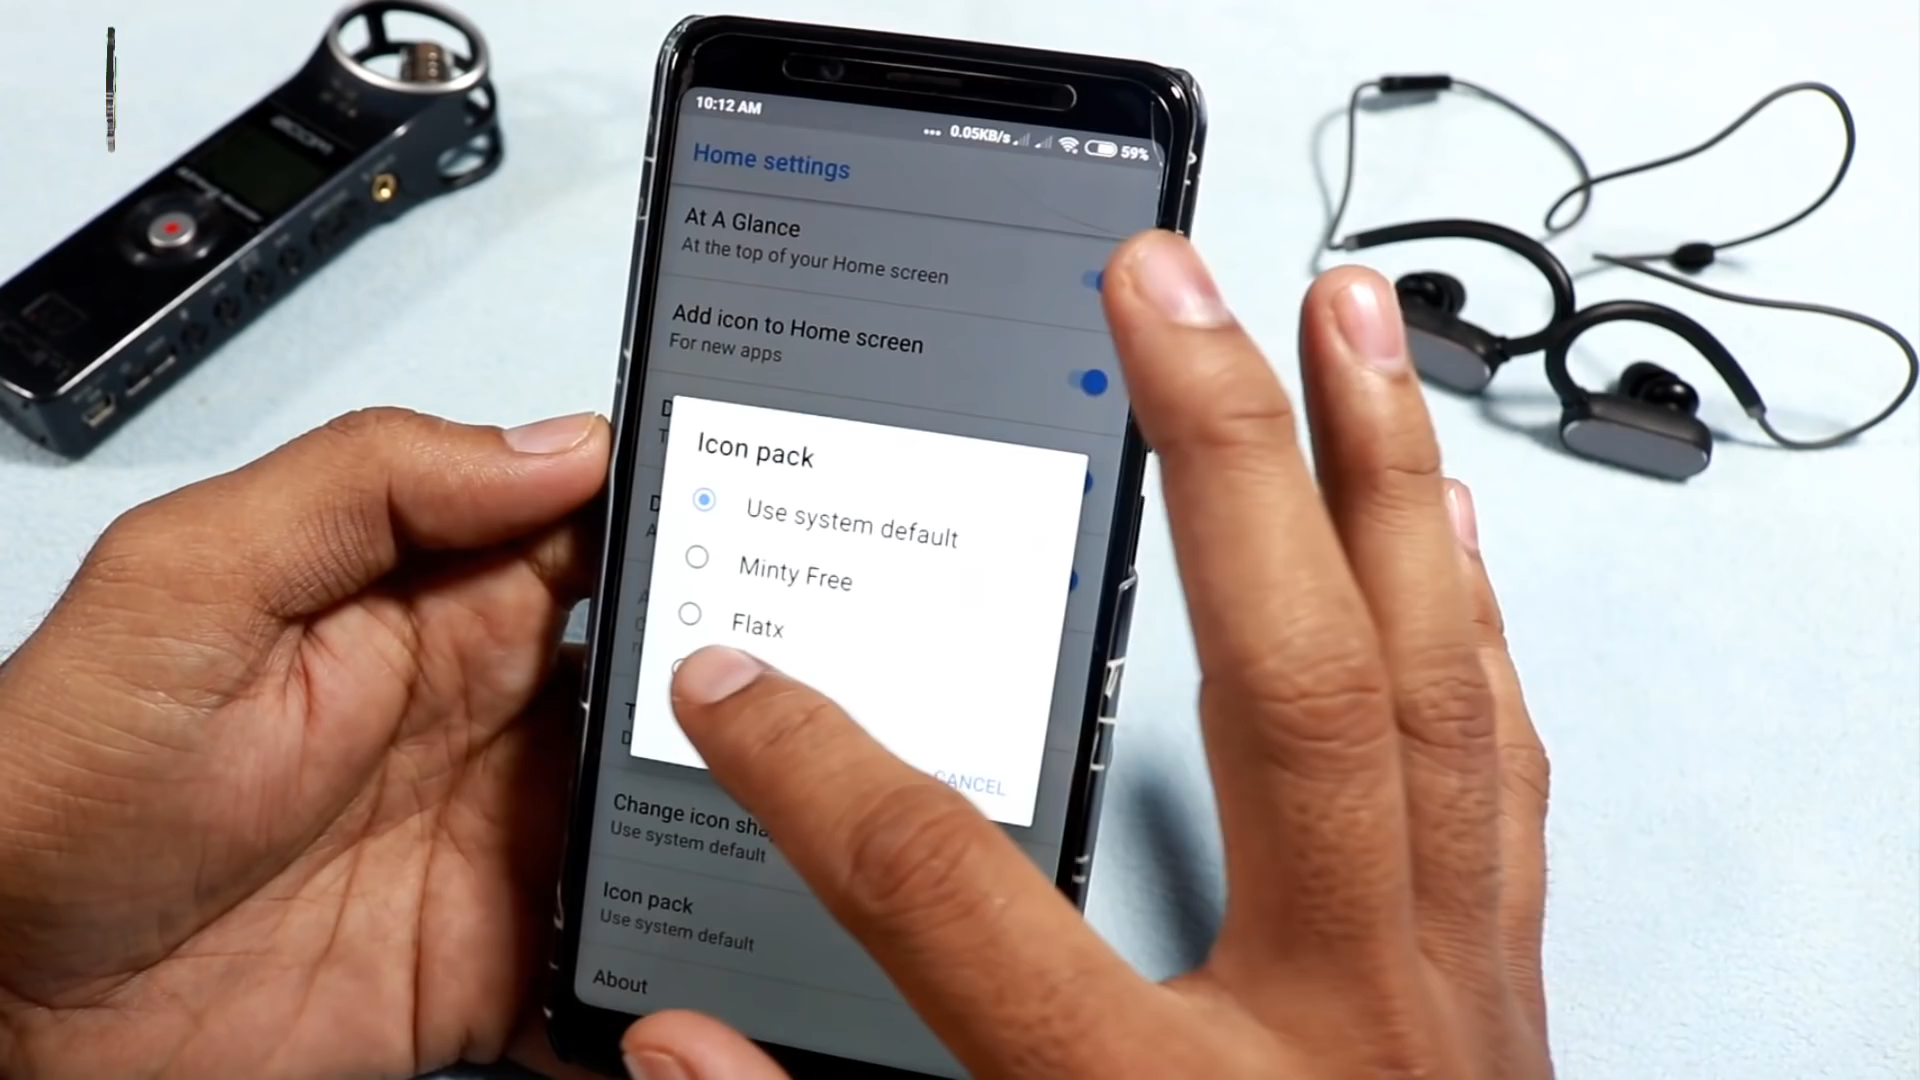 ZOOM
10:12 AM
... 0.05KB/s 59%
Home settings
At A Glance
At the top of your Home screen
Add icon to Home screen
For new apps
Icon pack
Use system default
Minty Free
Flatx
CANCEL
Change icon sha
Use system default
Icon pack
Use system default
About